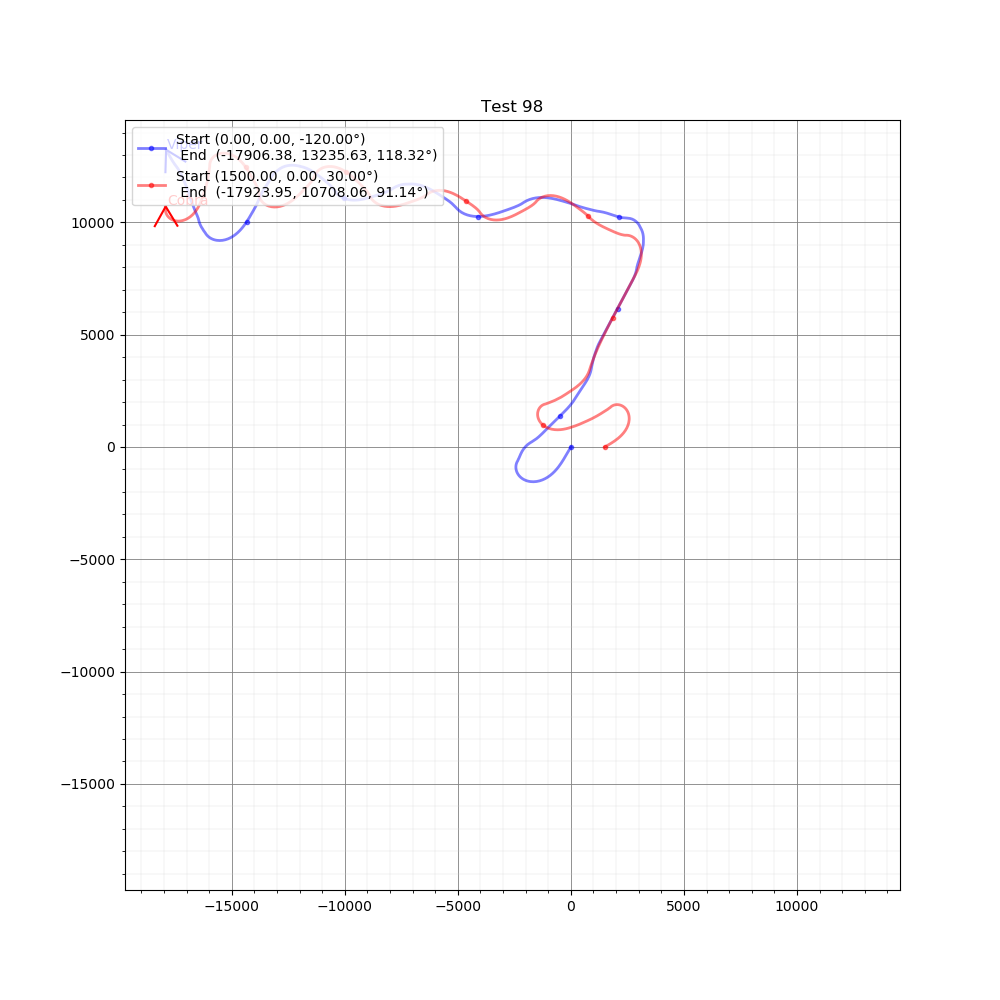 Test 98
Start (0.00, 0.00, -120.00°)
End (-17906.38, 13235.63, 118.32°)
Start (1500.00, 0.00, 30.00°)
End (-17923.95, 10708.06, 91.14°)
Viper
Cobra
10000
5000
0
−5000
−10000
−15000
−15000 −10000 −5000 0 5000 10000